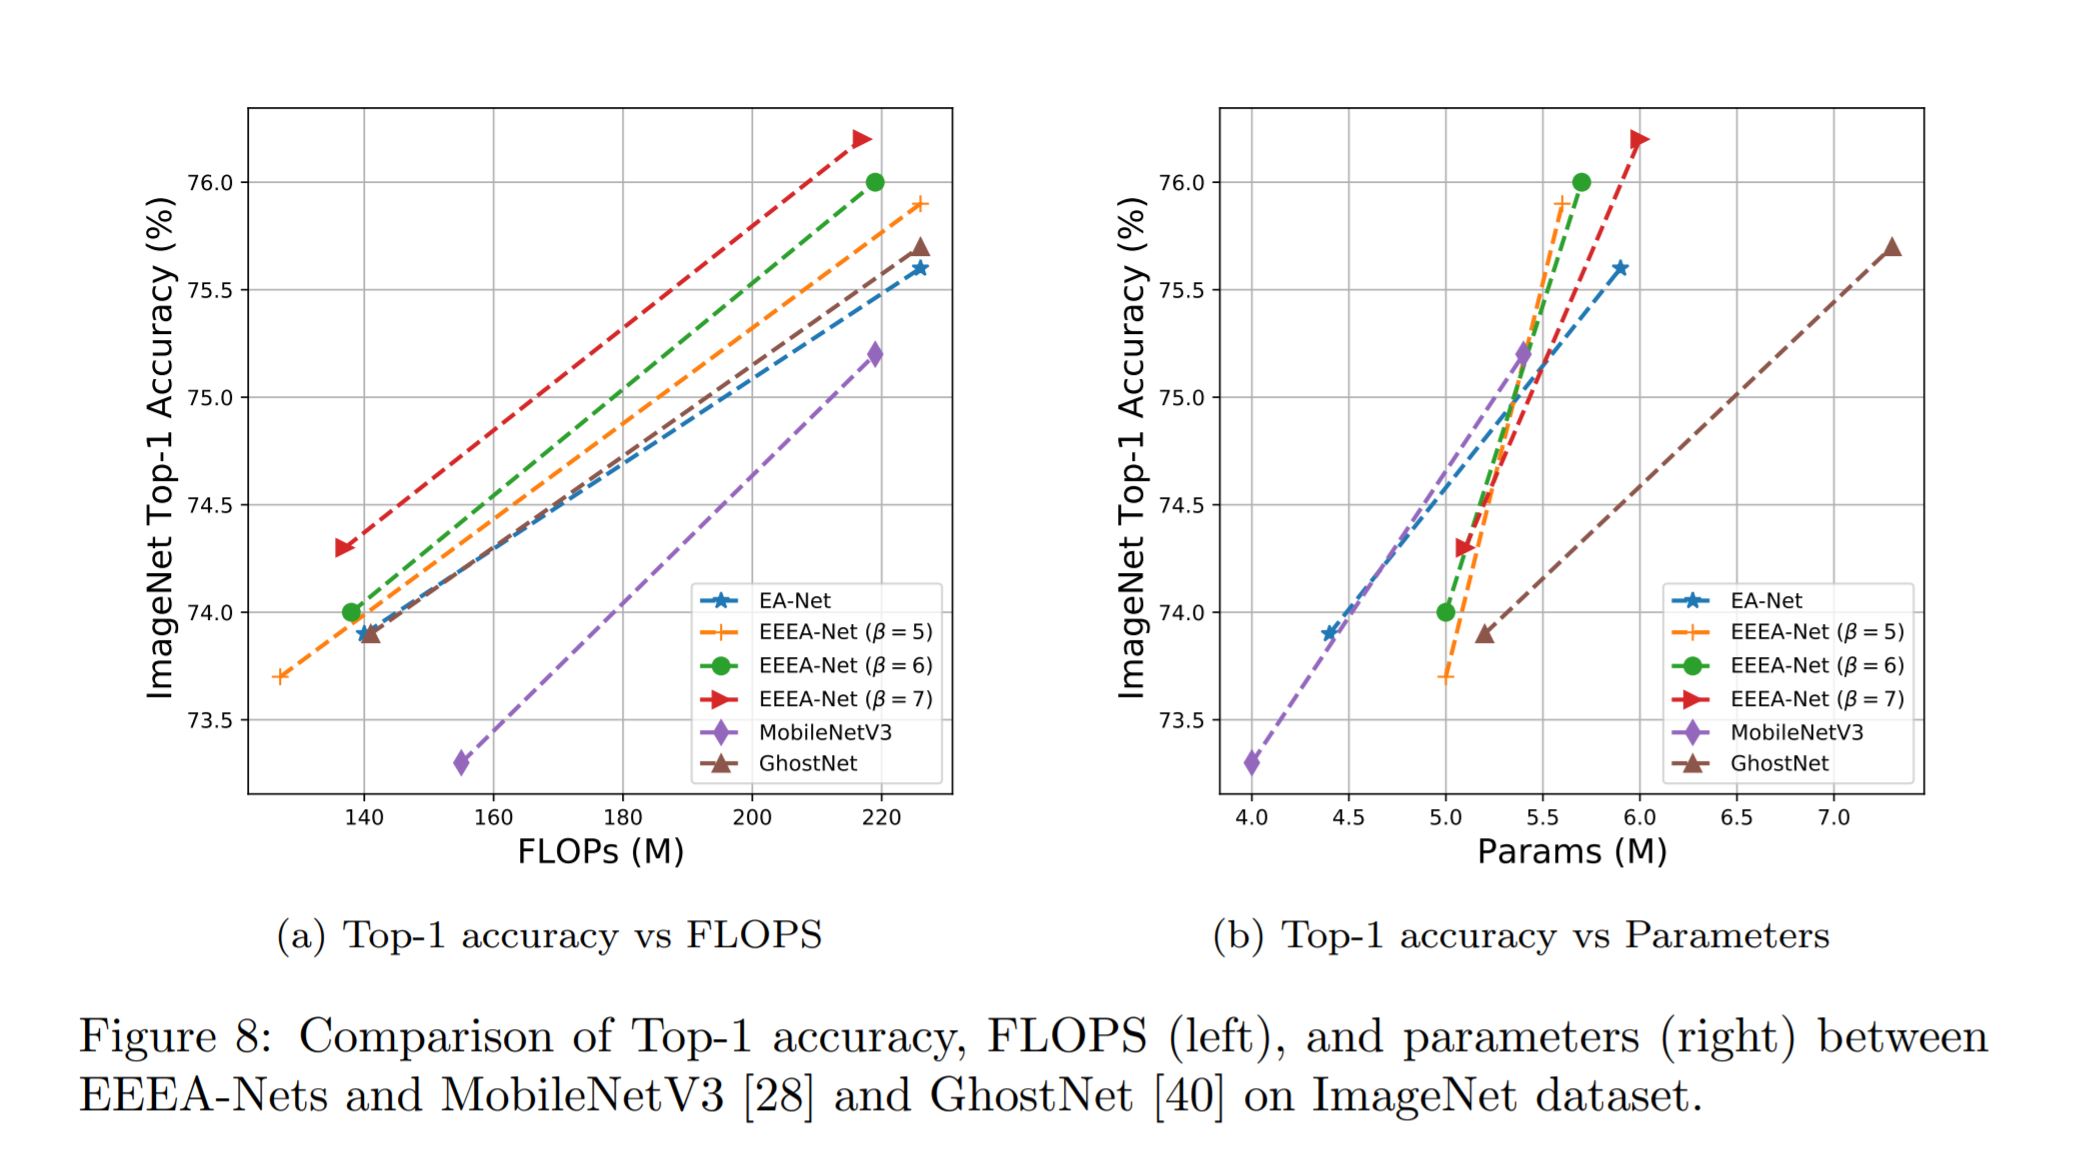 ImageNet Top-1 Accuracy (%)
76.0
75.5
75.0
74.5
74.0
73.5
140 160 180 200 220
FLOPs (M)
EA-Net
EEEA-Net (β = 5)
EEEA-Net (β = 6)
EEEA-Net (β = 7)
MobileNetV3
GhostNet
(a) Top-1 accuracy vs FLOPS
ImageNet Top-1 Accuracy (%)
76.0
75.5
75.0
74.5
74.0
73.5
4.0 4.5 5.0 5.5 6.0 6.5 7.0
Params (M)
EA-Net
EEEA-Net (β = 5)
EEEA-Net (β = 6)
EEEA-Net (β = 7)
MobileNetV3
GhostNet
(b) Top-1 accuracy vs Parameters
Figure 8: Comparison of Top-1 accuracy, FLOPS (left), and parameters (right) between
EEEA-Nets and MobileNetV3 [28] and GhostNet [40] on ImageNet dataset.